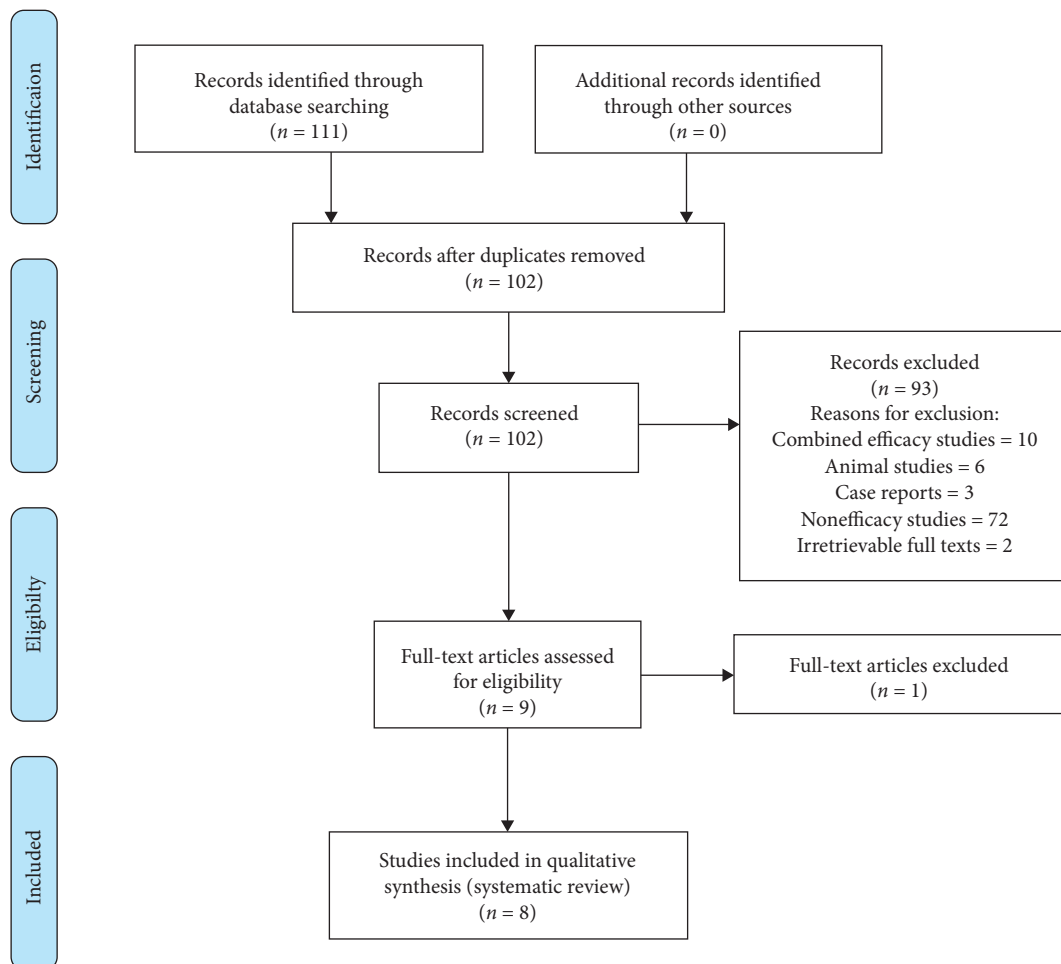 Identificaion
Records identified through
database searching
(n = 111)
Additional records identified
through other sources
(n = 0)
Records after duplicates removed
(n = 102)
Screening
Records screened
(n = 102)
Records excluded
(n = 93)
Reasons for exclusion:
Combined efficacy studies = 10
Animal studies = 6
Case reports = 3
Nonefficacy studies = 72
Irretrievable full texts = 2
Eligibilty
Full-text articles assessed
for eligibility
(n = 9)
Full-text articles excluded
(n = 1)
Included
Studies included in qualitative
synthesis (systematic review)
(n = 8)